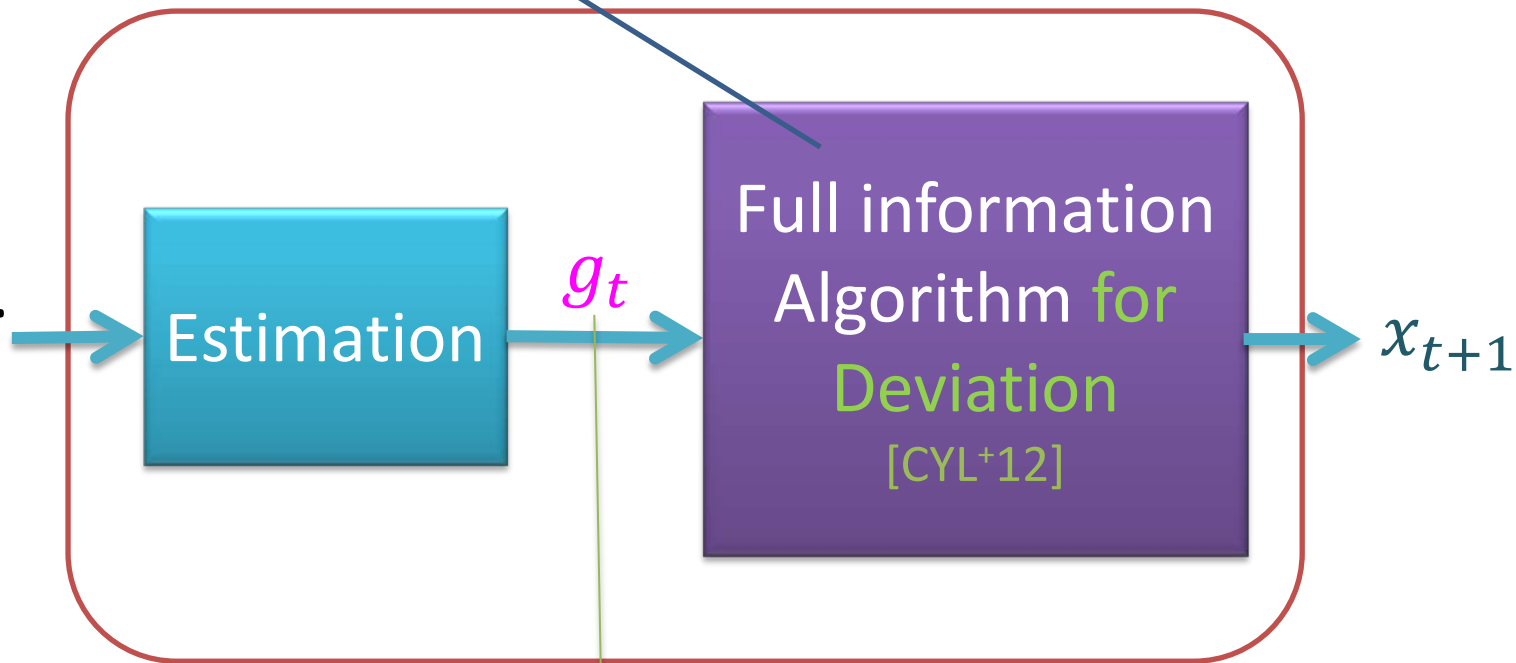 Estimation
g_t
Full information
Algorithm for
Deviation
[CYL⁺12]
x_{t+1}